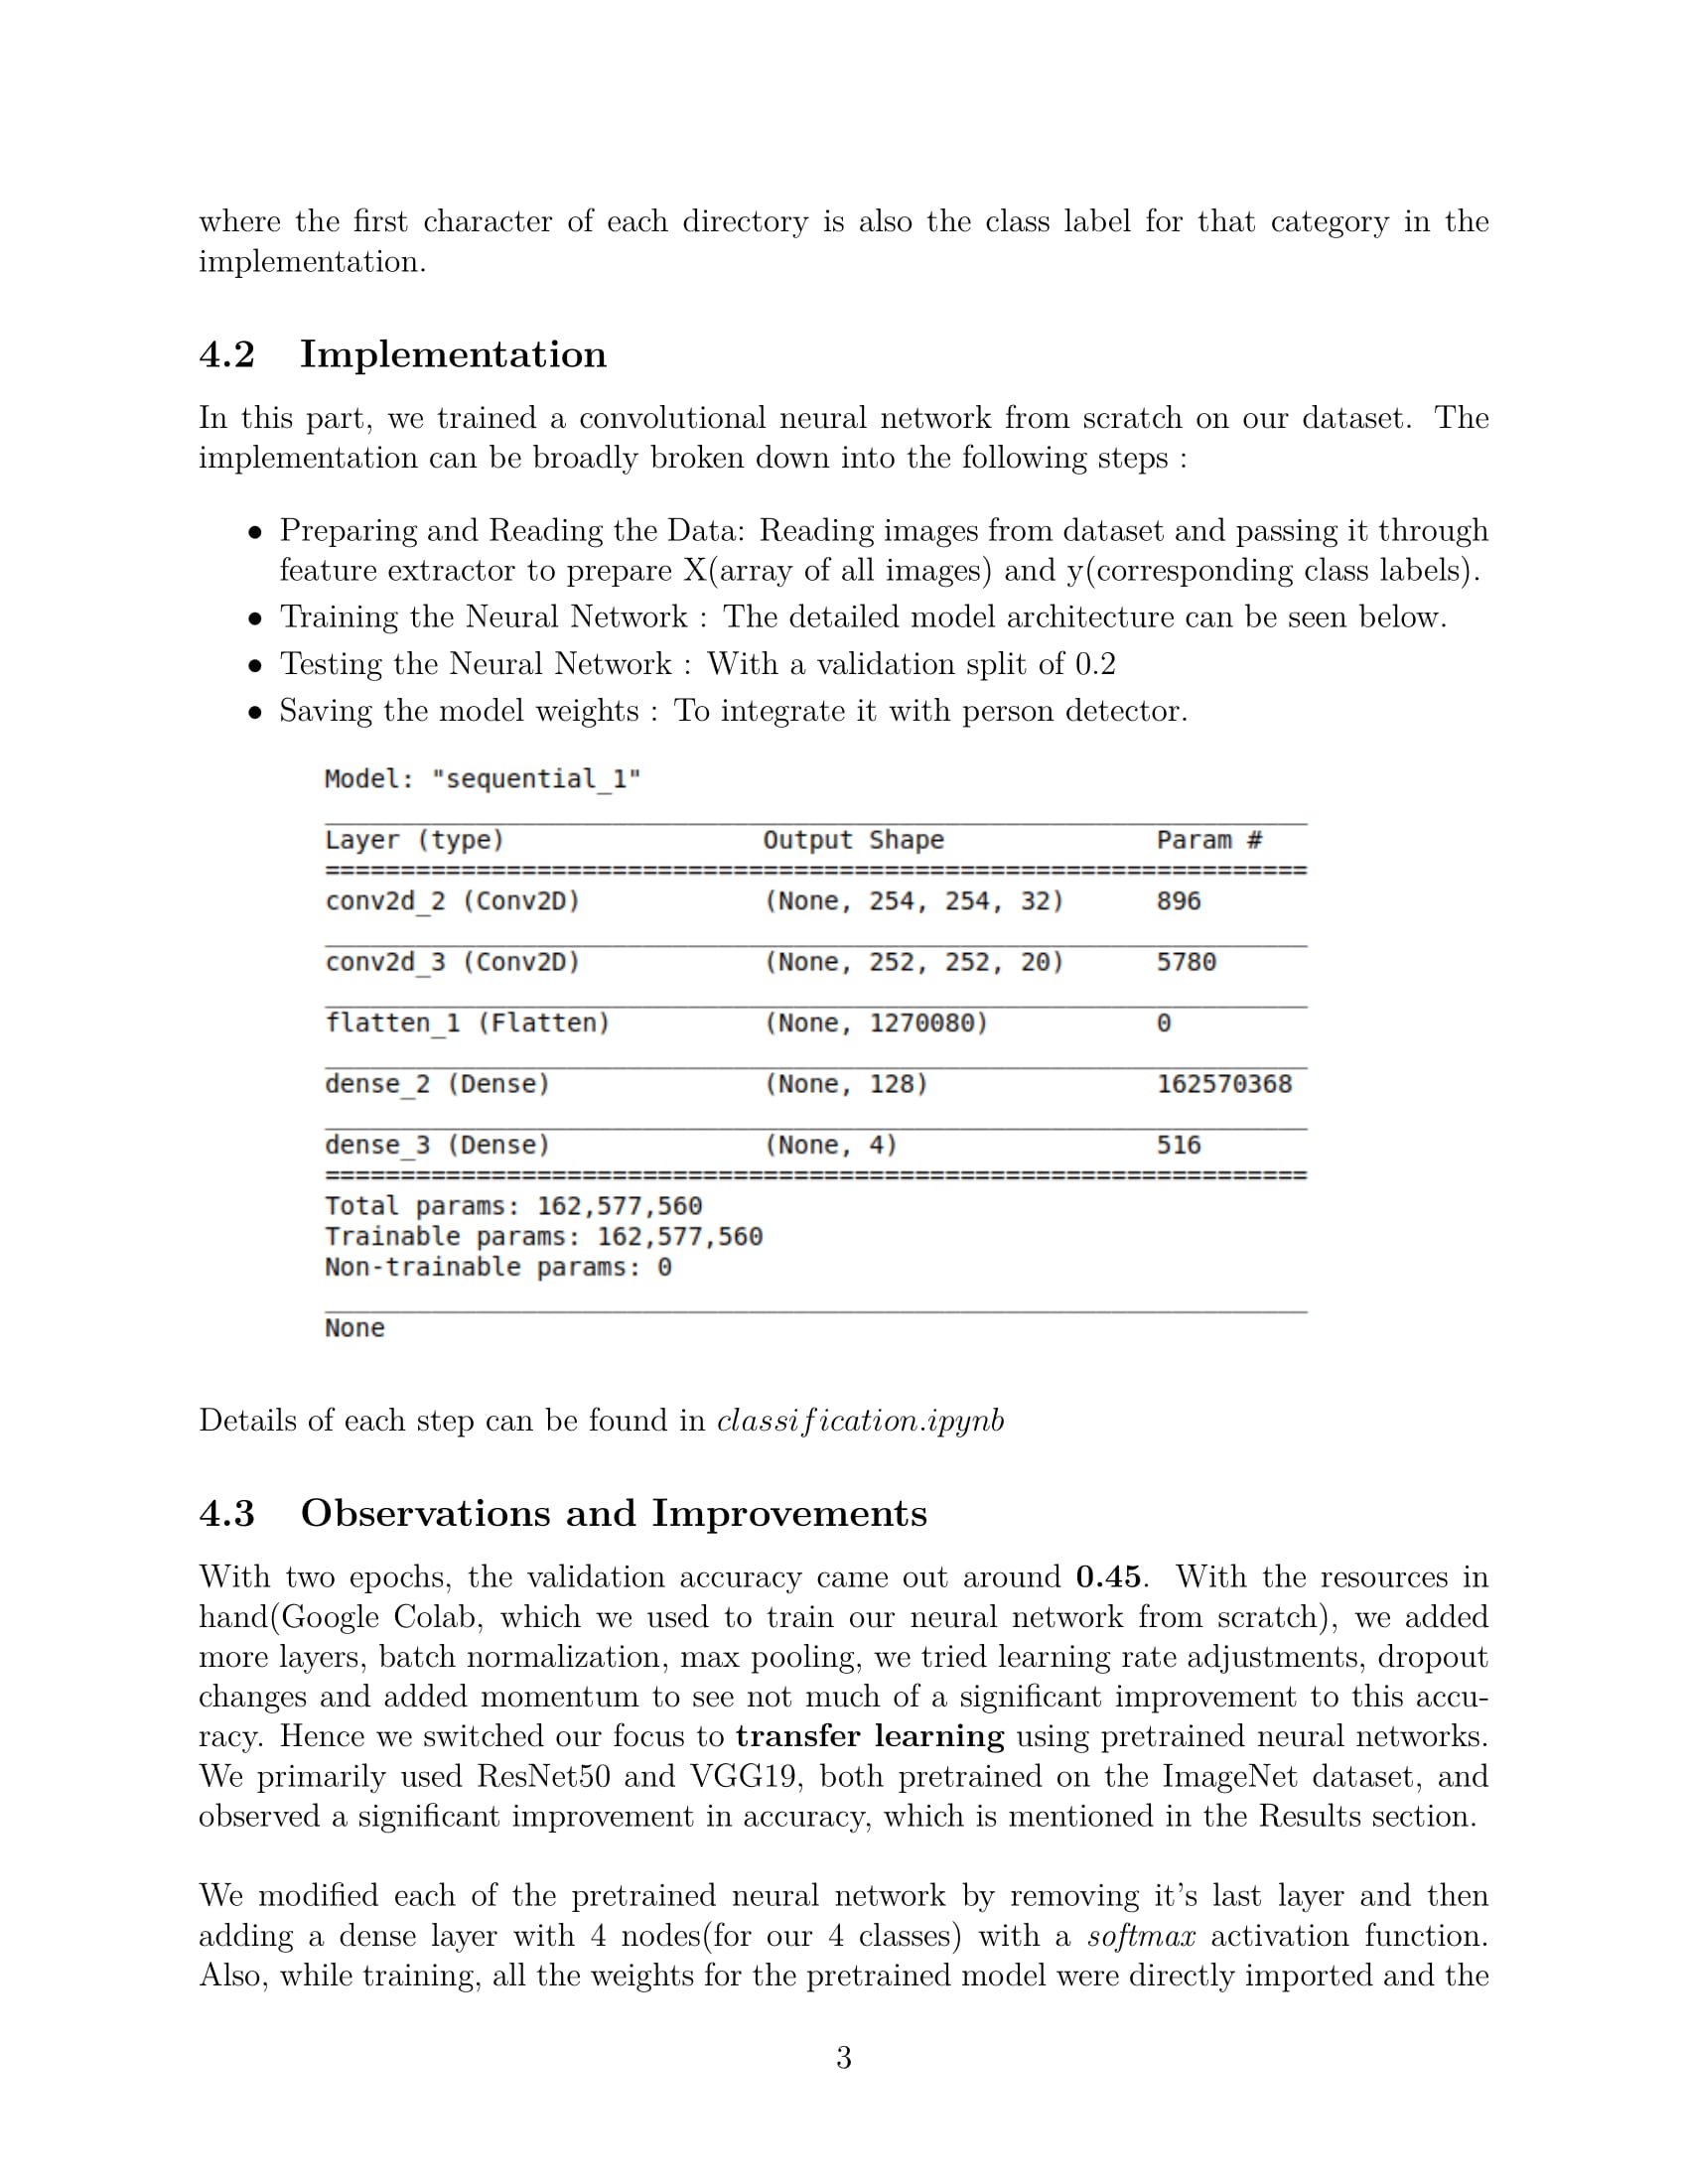 where the first character of each directory is also the class label for that category in the
implementation.
4.2 Implementation
In this part, we trained a convolutional neural network from scratch on our dataset. The
implementation can be broadly broken down into the following steps :
• Preparing and Reading the Data: Reading images from dataset and passing it through
feature extractor to prepare X(array of all images) and y(corresponding class labels).
• Training the Neural Network : The detailed model architecture can be seen below.
• Testing the Neural Network : With a validation split of 0.2
• Saving the model weights : To integrate it with person detector.
Model: "sequential_1"
Layer (type) Output Shape Param #
=================================================================
conv2d_2 (Conv2D) (None, 254, 254, 32) 896
conv2d_3 (Conv2D) (None, 252, 252, 20) 5780
flatten_1 (Flatten) (None, 1270080) 0
dense_2 (Dense) (None, 128) 162570368
dense_3 (Dense) (None, 4) 516
=================================================================
Total params: 162,577,560
Trainable params: 162,577,560
Non-trainable params: 0
None
Details of each step can be found in classification.ipynb
4.3 Observations and Improvements
With two epochs, the validation accuracy came out around 0.45. With the resources in
hand(Google Colab, which we used to train our neural network from scratch), we added
more layers, batch normalization, max pooling, we tried learning rate adjustments, dropout
changes and added momentum to see not much of a significant improvement to this accu-
racy. Hence we switched our focus to transfer learning using pretrained neural networks.
We primarily used ResNet50 and VGG19, both pretrained on the ImageNet dataset, and
observed a significant improvement in accuracy, which is mentioned in the Results section.
We modified each of the pretrained neural network by removing it's last layer and then
adding a dense layer with 4 nodes(for our 4 classes) with a softmax activation function.
Also, while training, all the weights for the pretrained model were directly imported and the
3